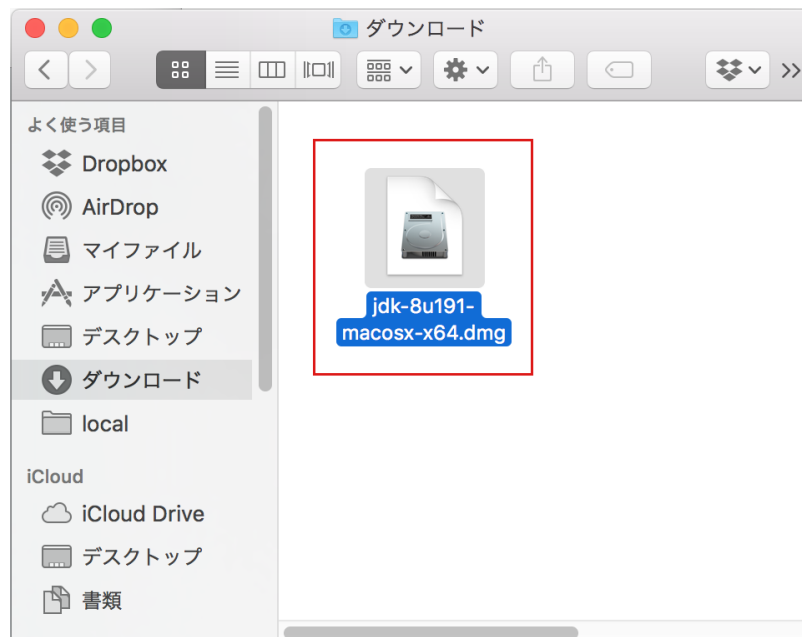 ダウンロード
よく使う項目
Dropbox
AirDrop
マイファイル
アプリケーション
デスクトップ
ダウンロード
local
iCloud
iCloud Drive
デスクトップ
書類
jdk-8u191-
macosx-x64.dmg